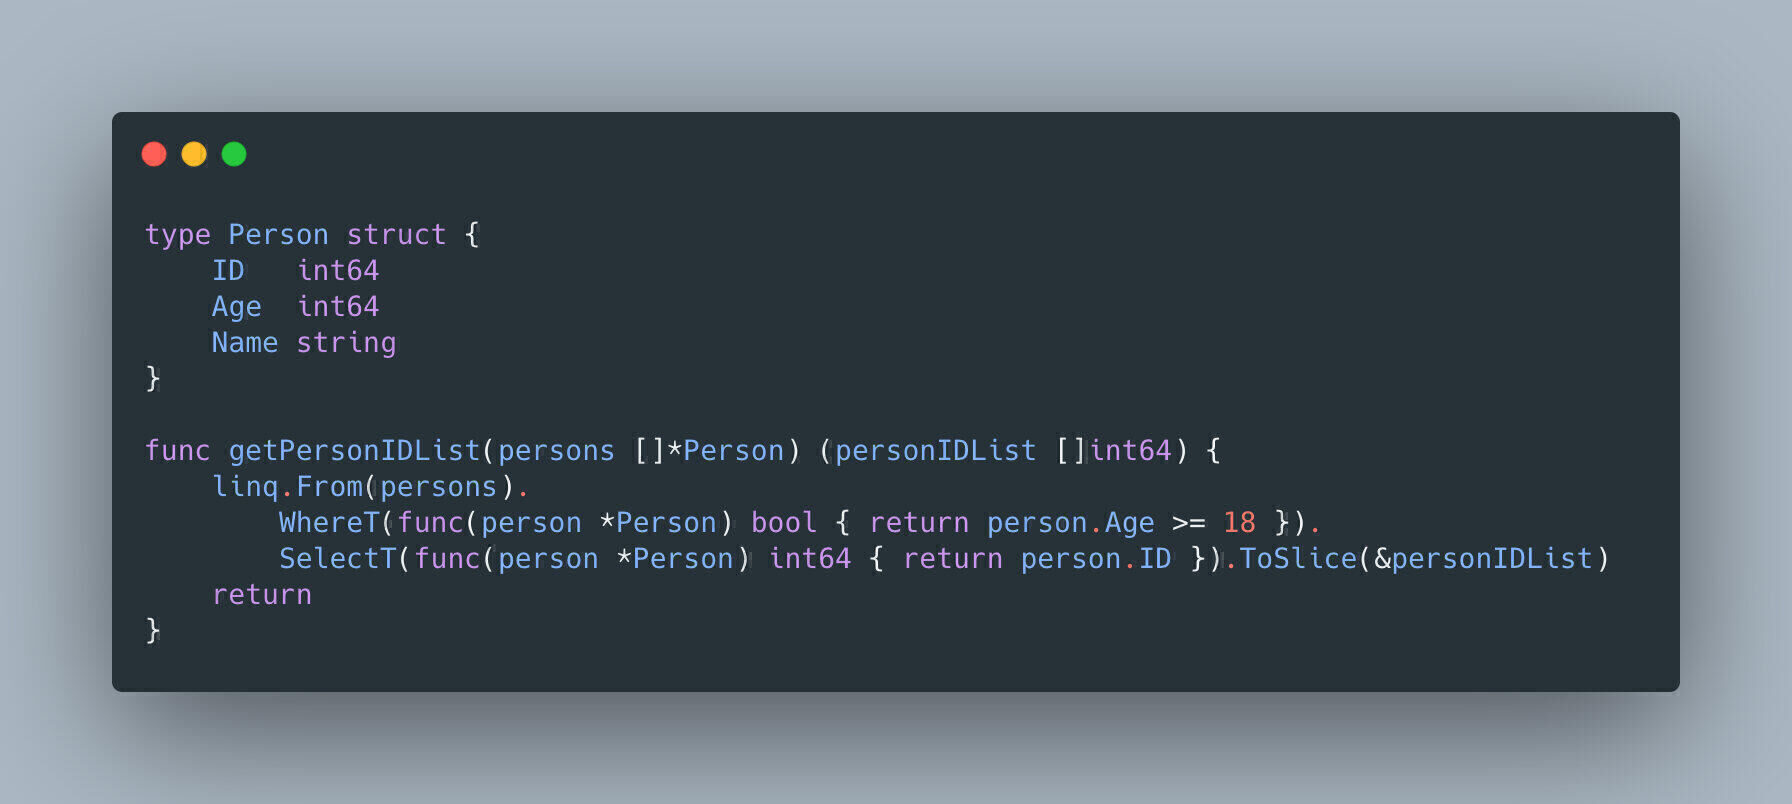 type Person struct {
    ID   int64
    Age  int64
    Name string
}

func getPersonIDList(persons []*Person) (personIDList []int64) {
    linq.From(persons).
        WhereT(func(person *Person) bool { return person.Age >= 18 }).
        SelectT(func(person *Person) int64 { return person.ID }).ToSlice(&personIDList)
    return
}